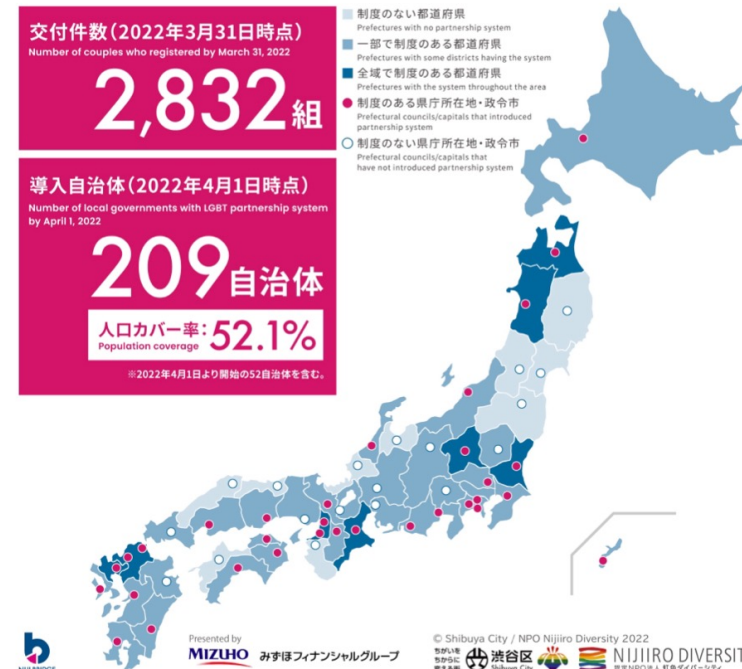 交付件数(2022年3月31日時点)
Number of couples who registered by March 31, 2022
2,832組
導入自治体(2022年4月1日時点)
Number of local governments with LGBT partnership system
by April 1, 2022
209自治体
人口カバー率:
Population coverage
52.1%
※2022年4月1日より開始の52自治体を含む。
制度のない都道府県
Prefectures with no partnership system
一部で制度のある都道府県
Prefectures with some districts having the system
全域で制度のある都道府県
Prefectures with the system throughout the area
制度のある県庁所在地・政令市
Prefectural councils/capitals that introduced
partnership system
制度のない県庁所在地・政令市
Prefectural councils/capitals that
have not introduced partnership system
Presented by
MIZUHO みずほフィナンシャルグループ
© Shibuya City / NPO Nijiiro Diversity 2022
ちがいを
ちからに
渋谷区
Shibuya City
NIJIIRO DIVERSIT